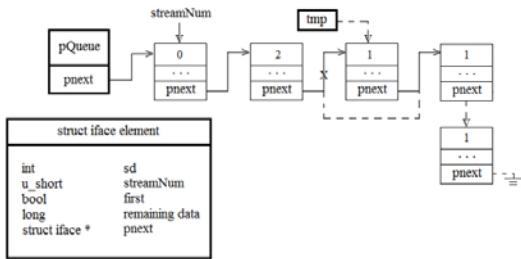 streamNum
tmp
pQueue
pnext
0
...
pnext
2
...
pnext
x
1
...
pnext
1
...
pnext
1
...
pnext
struct iface element
int sd
u_short streamNum
bool first
long remaining data
struct iface * pnext